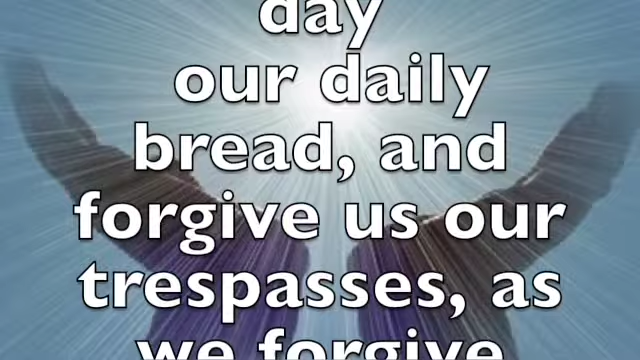 day
our daily
bread, and
forgive us our
trespasses, as
we forgive